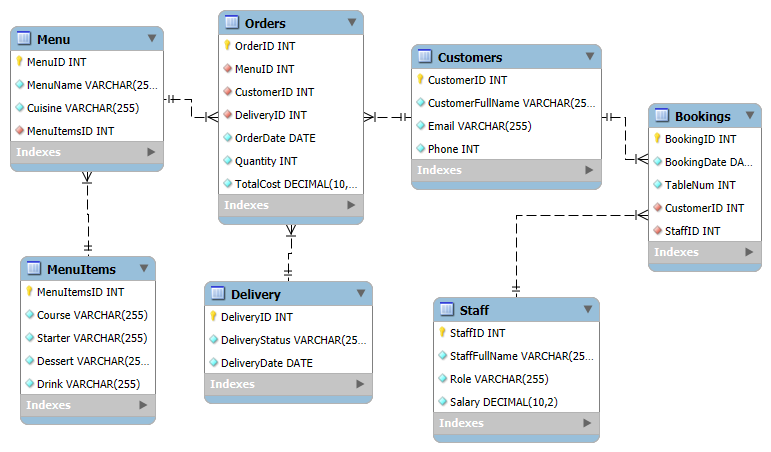 Menu
MenuID INT
MenuName VARCHAR(25...
Cuisine VARCHAR(255)
MenuItemsID INT
Indexes
Orders
OrderID INT
MenuID INT
CustomerID INT
DeliveryID INT
OrderDate DATE
Quantity INT
TotalCost DECIMAL(10,...
Indexes
Customers
CustomerID INT
CustomerFullName VARCHAR(25...
Email VARCHAR(255)
Phone INT
Indexes
Bookings
BookingID INT
BookingDate DA...
TableNum INT
CustomerID INT
StaffID INT
Indexes
MenuItems
MenuItemsID INT
Course VARCHAR(255)
Starter VARCHAR(255)
Dessert VARCHAR(25...
Drink VARCHAR(255)
Indexes
Delivery
DeliveryID INT
DeliveryStatus VARCHAR(25...
DeliveryDate DATE
Indexes
Staff
StaffID INT
StaffFullName VARCHAR(25...
Role VARCHAR(255)
Salary DECIMAL(10,2)
Indexes